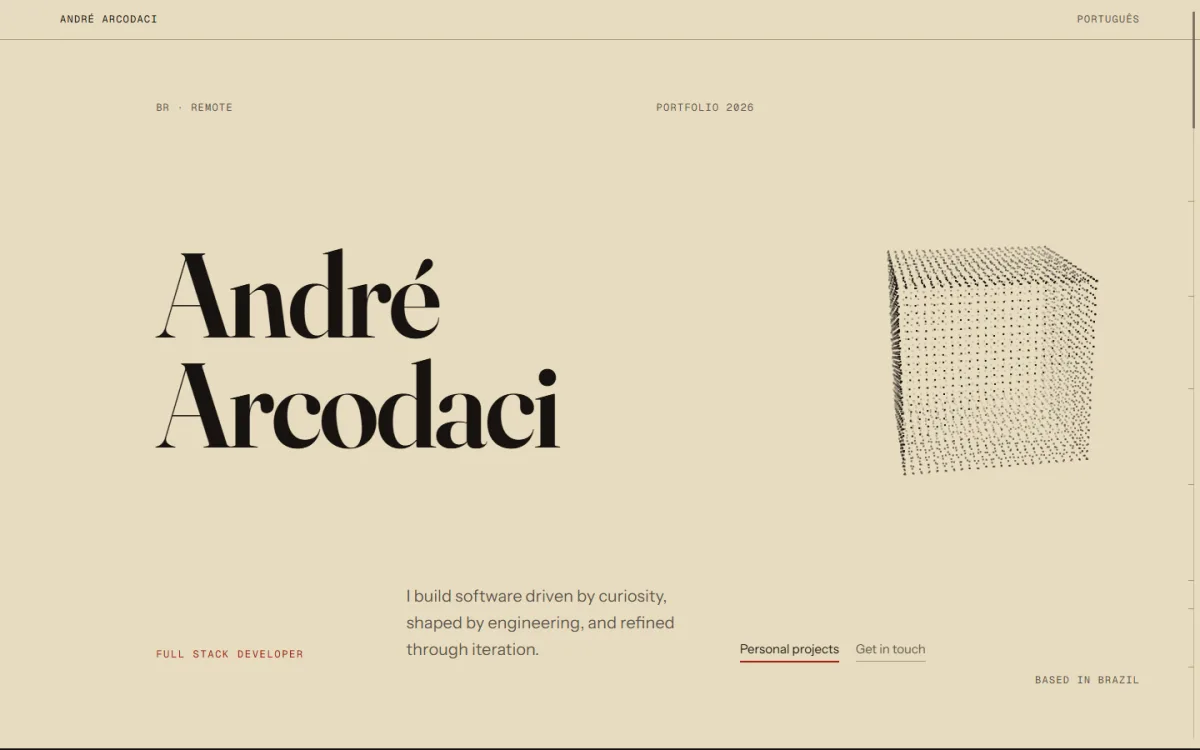 ANDRÉ ARCODACI
PORTUGUÊS
BR · REMOTE
PORTFOLIO 2026
André
Arcodaci
I build software driven by curiosity,
shaped by engineering, and refined
through iteration.
FULL STACK DEVELOPER
Personal projects
Get in touch
BASED IN BRAZIL